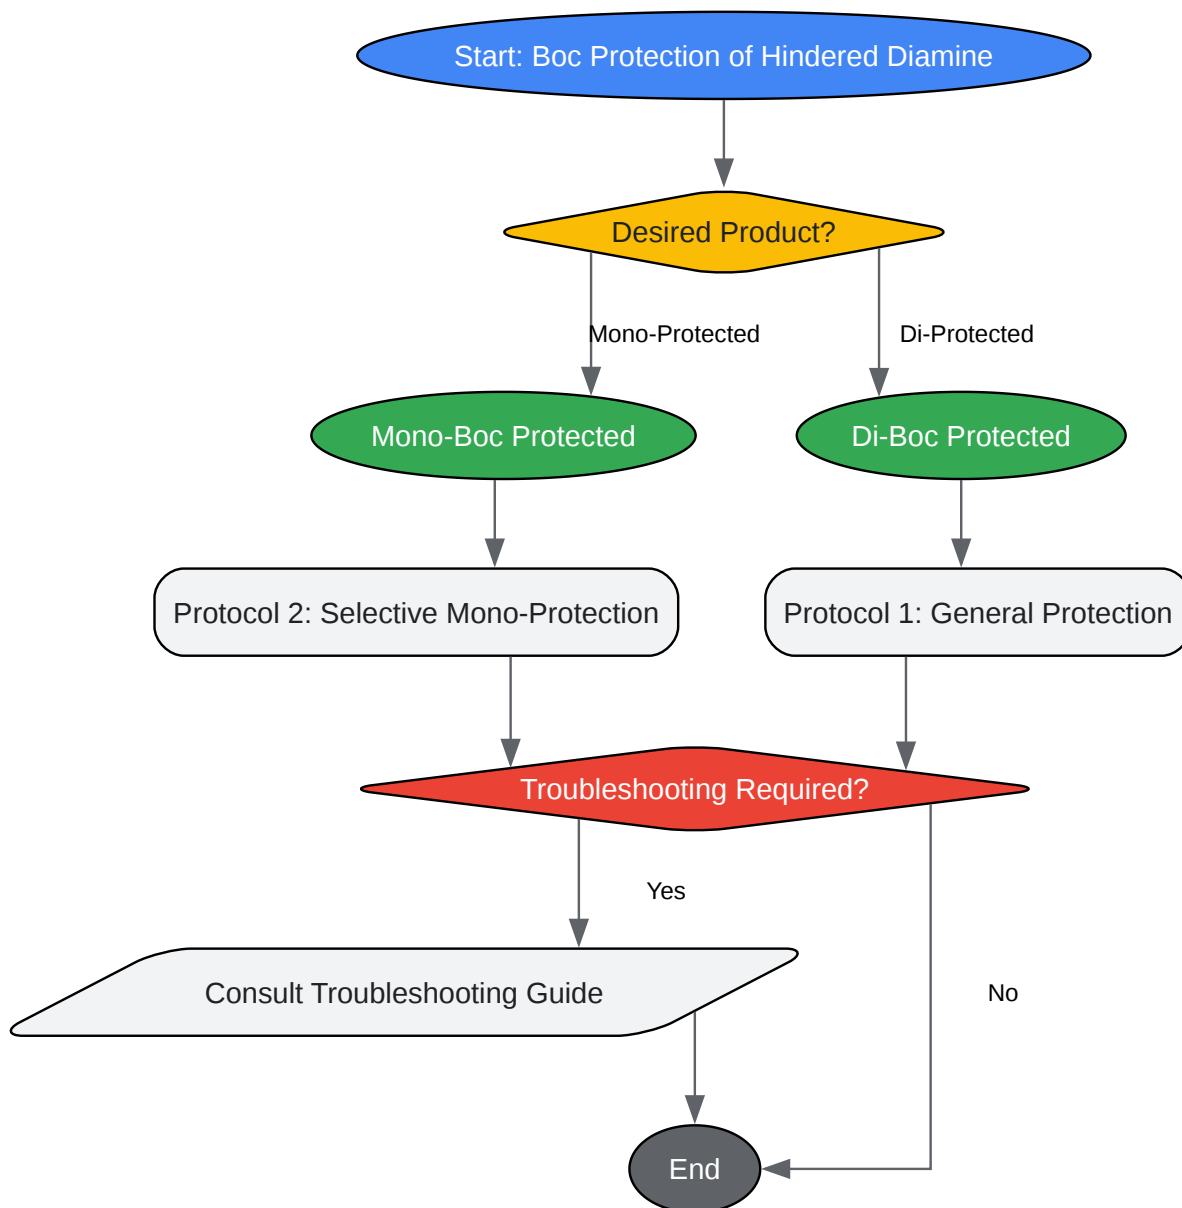 Start: Boc Protection of Hindered Diamine
Desired Product?
Mono-Protected
Di-Protected
Mono-Boc Protected
Di-Boc Protected
Protocol 2: Selective Mono-Protection
Protocol 1: General Protection
Troubleshooting Required?
Yes
Consult Troubleshooting Guide
No
End